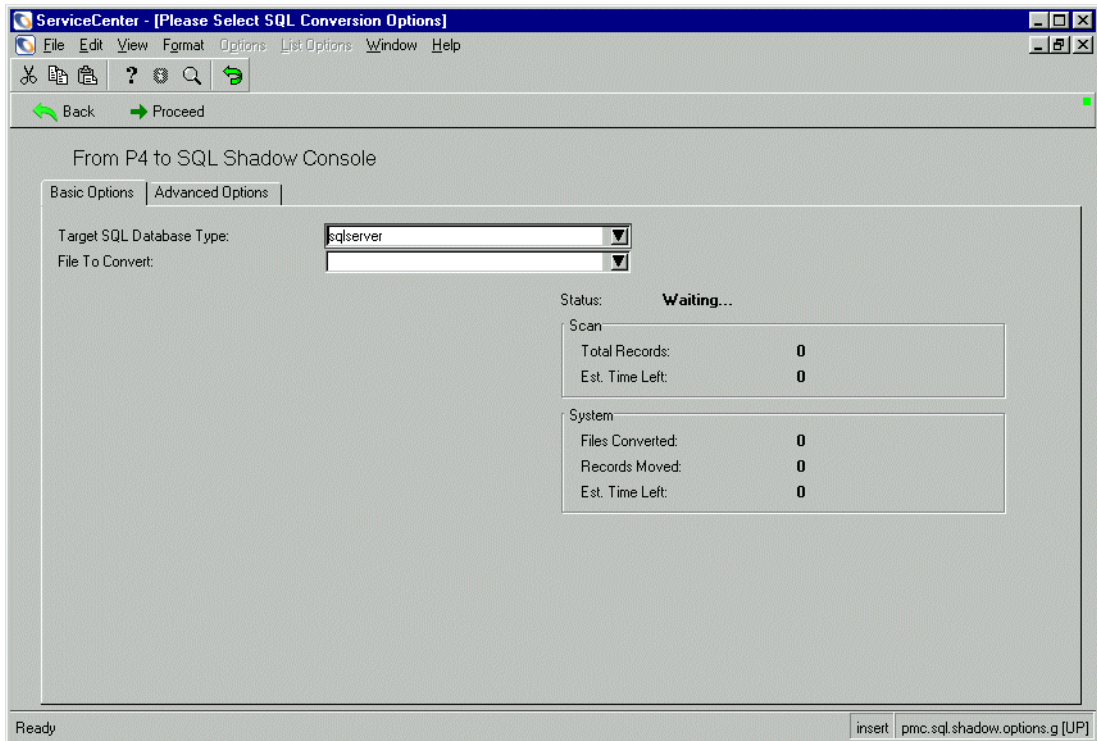 ServiceCenter - [Please Select SQL Conversion Options]
File Edit View Format Options List Options Window Help
Back Proceed
From P4 to SQL Shadow Console
Basic Options Advanced Options
Target SQL Database Type: sqlserver
File To Convert:
Status: Waiting...
Scan
Total Records: 0
Est. Time Left: 0
System
Files Converted: 0
Records Moved: 0
Est. Time Left: 0
Ready insert pmc.sql.shadow.options.g [UP]